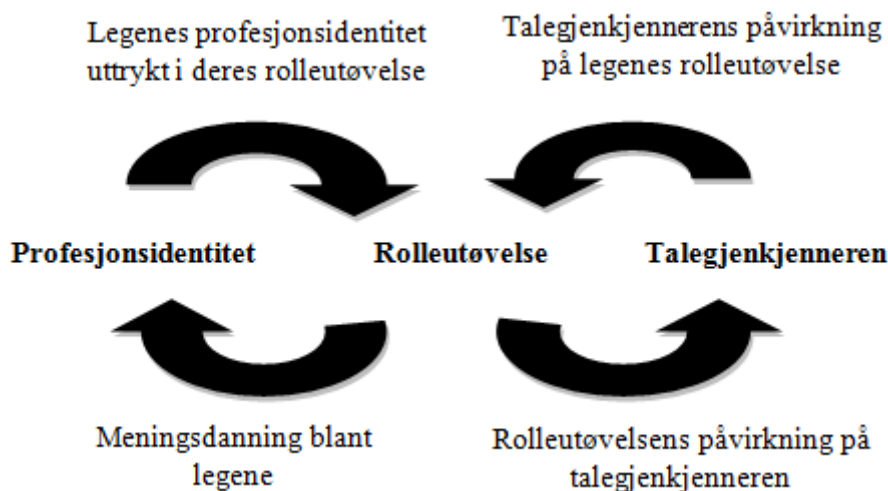 Legenes profesjonsidentitet
uttrykt i deres rolleutøvelse
Talegjenkjennerens påvirkning
på legenes rolleutøvelse
Profesjonsidentitet
Rolleutøvelse
Talegjenkjenneren
Meningsdanning blant
legene
Rolleutøvelsens påvirkning på
talegjenkjenneren